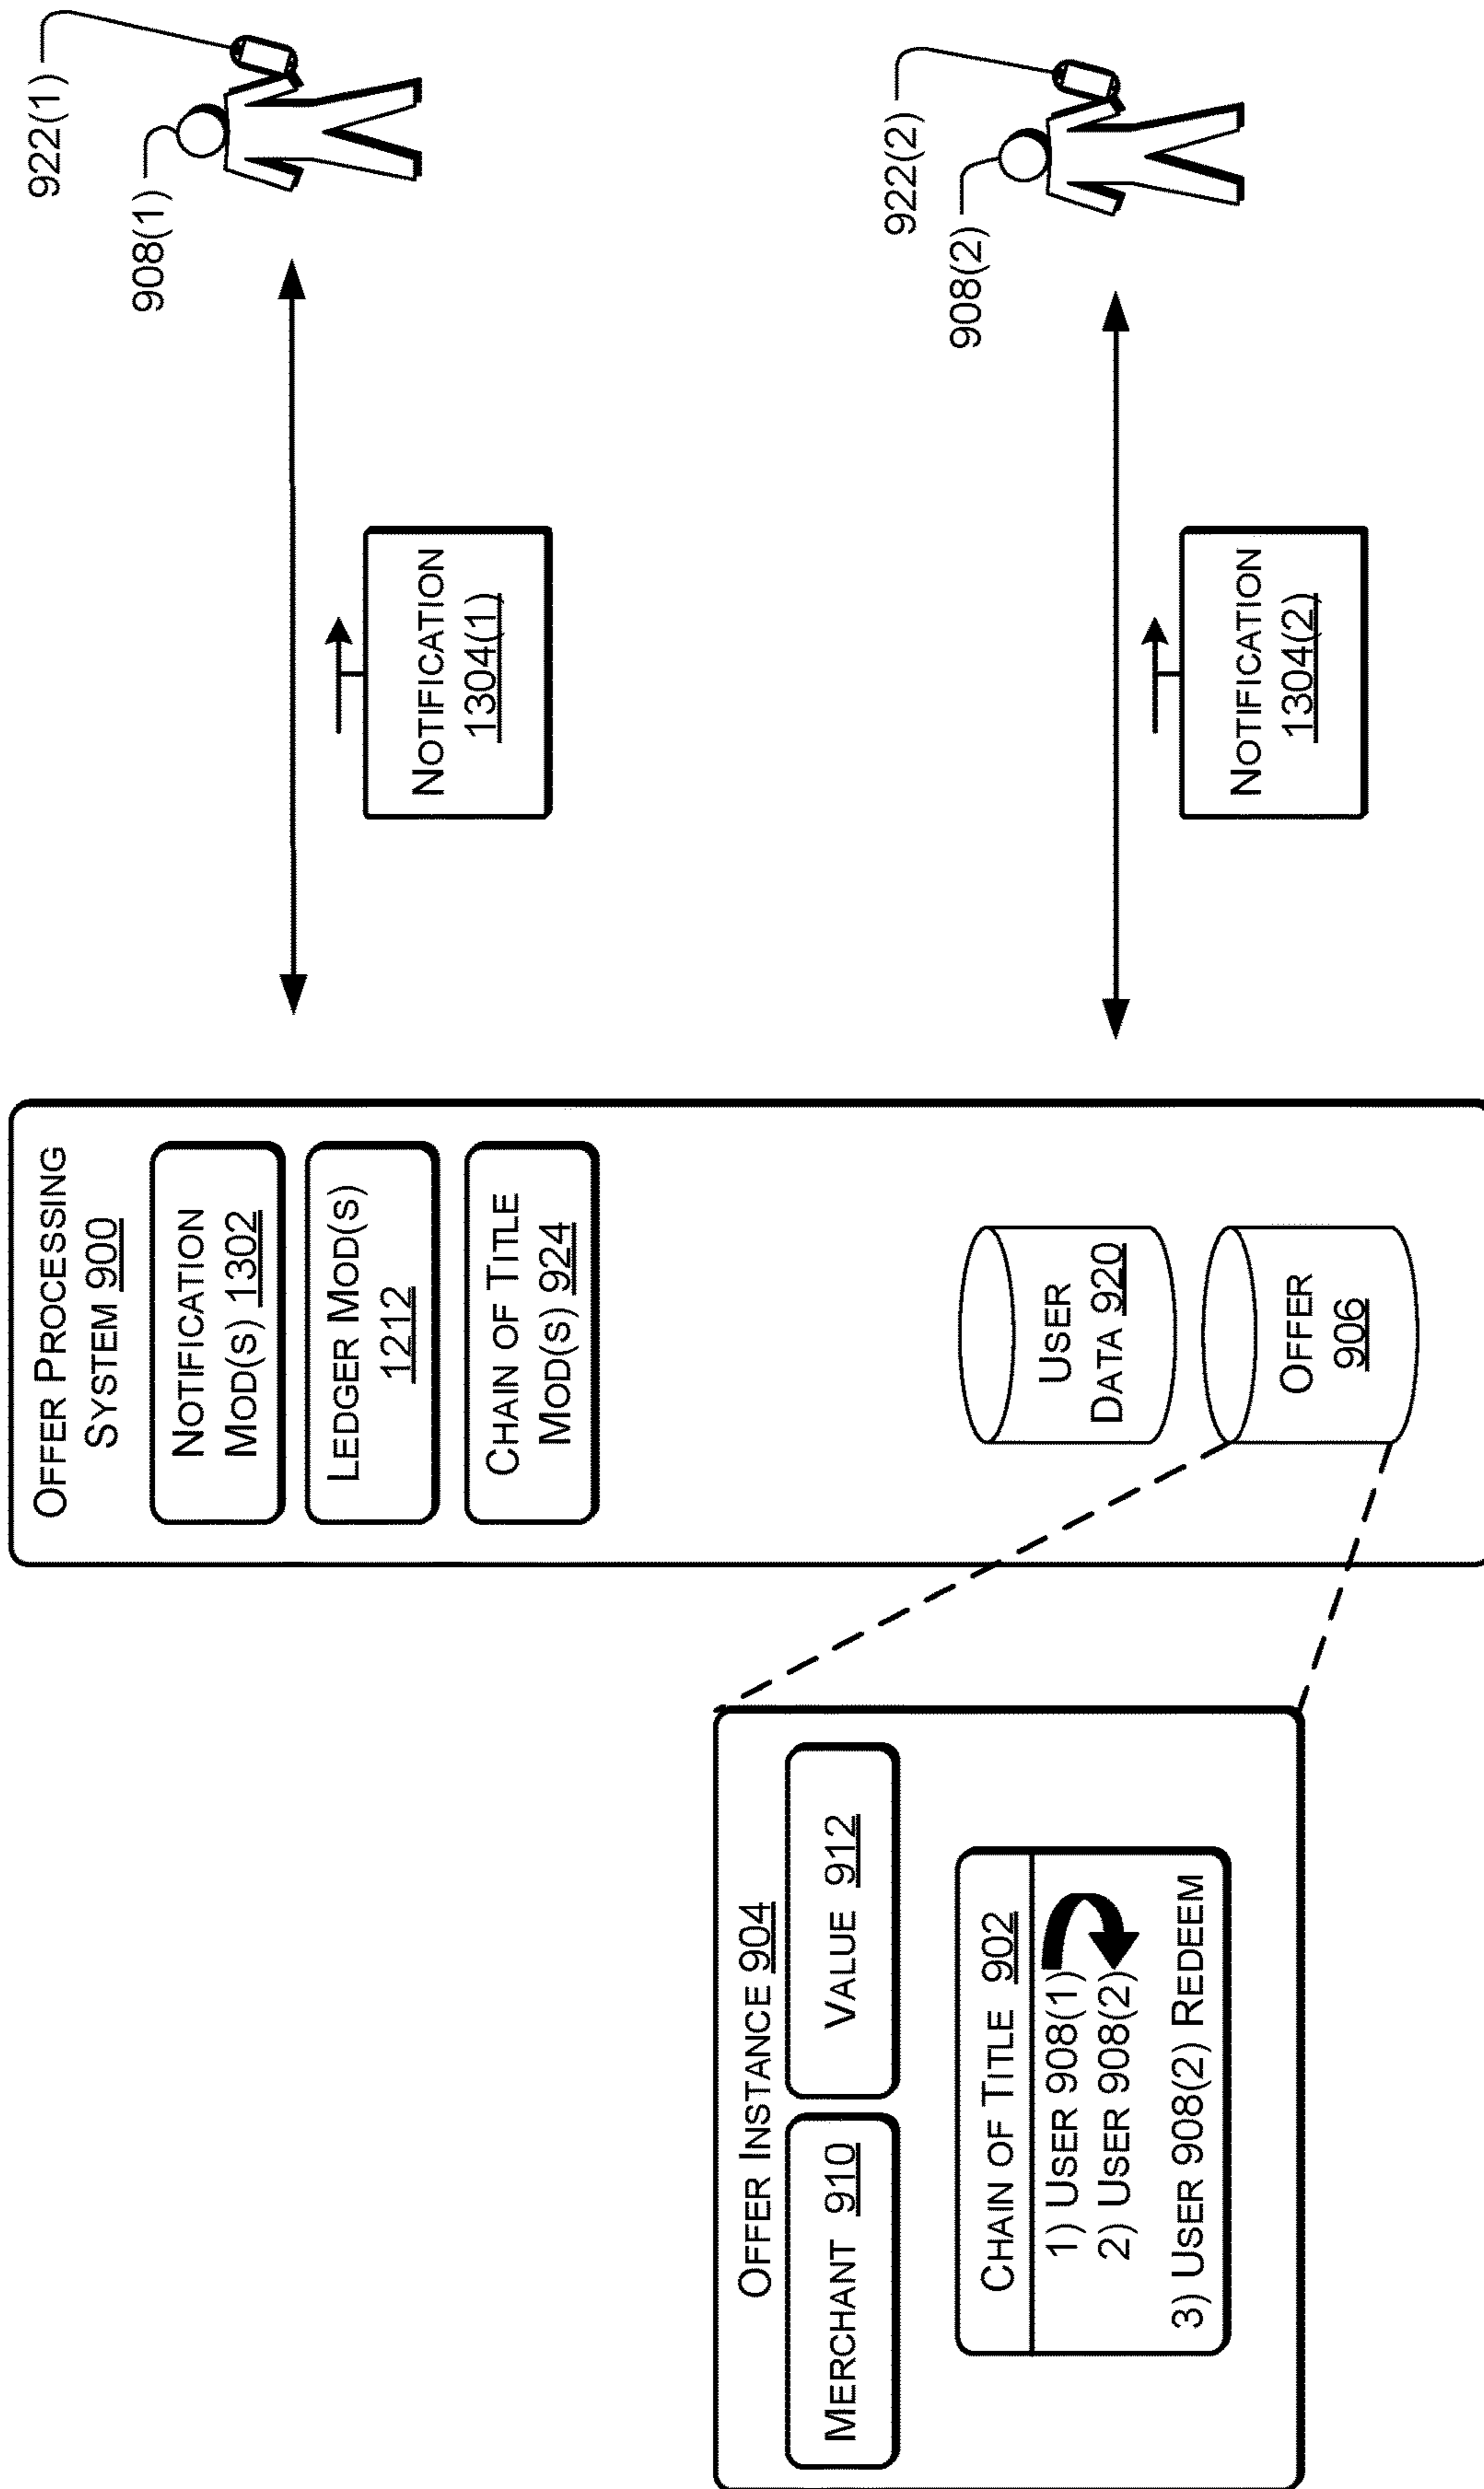 OFFER INSTANCE 904
MERCHANT 910
VALUE 912
CHAIN OF TITLE 902
1) USER 908(1)
2) USER 908(2)
3) USER 908(2) REDEEM
OFFER PROCESSING
SYSTEM 900
NOTIFICATION
MOD(S) 1302
LEDGER MOD(S)
1212
CHAIN OF TITLE
MOD(S) 924
USER
DATA 920
OFFER
906
NOTIFICATION
1304(1)
NOTIFICATION
1304(2)
922(1)
908(1)
922(2)
908(2)